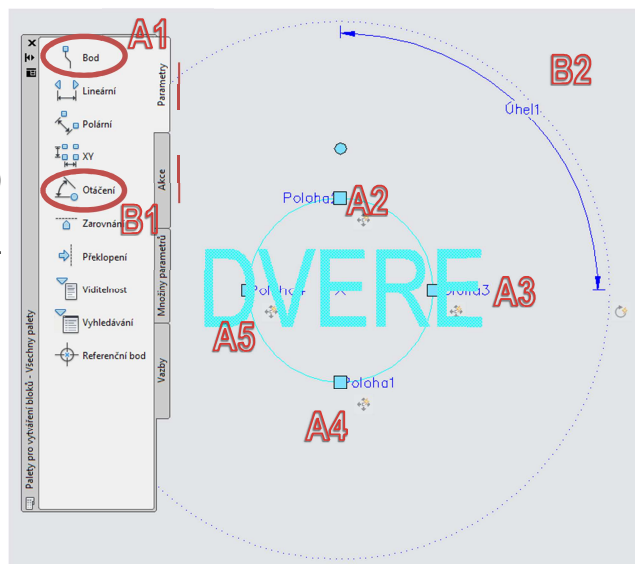 A1
Bod
Lineární
Polární
XY
Otáčení
B1
Zarovnání
Překlopení
Viditelnost
Vyhledávání
Referenční bod
Parametry
Akce
Množiny parametrů
Vazby
Palety pro vytváření bloků - Všechny palety
B2
Úhel1
A2
DVERE
Poloha3
A3
A5
Poloha1
A4